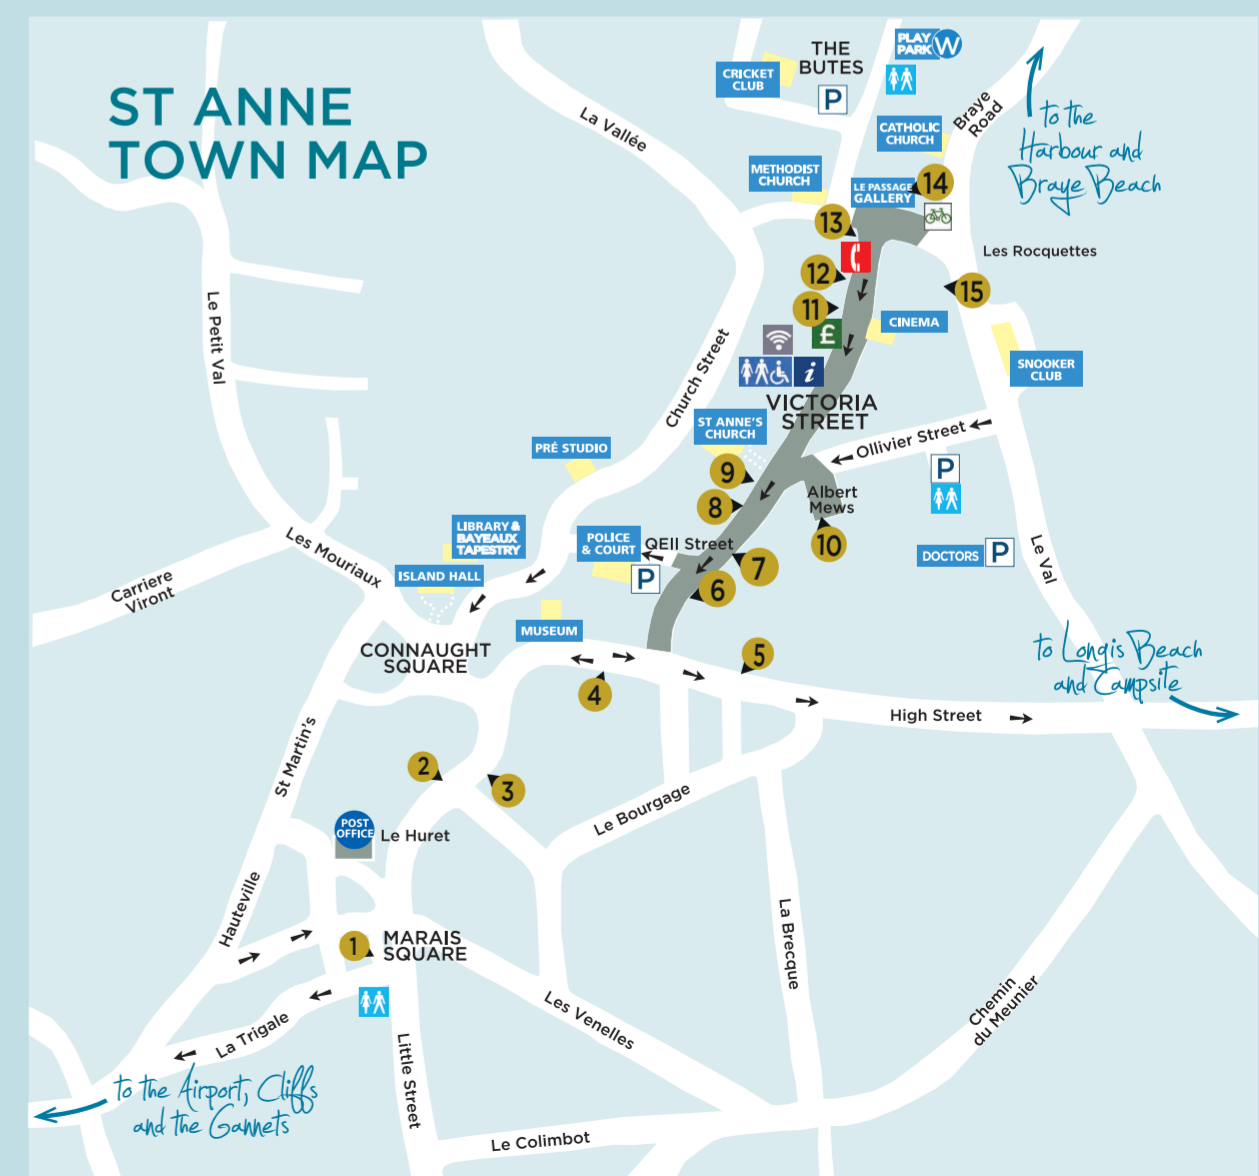 ST ANNE
TOWN MAP
THE
BUTES
PLAY
PARK
W
CRICKET
CLUB
P
La Vallée
CATHOLIC
CHURCH
Braye
Road
to the
Harbour and
Braye Beach
METHODIST
CHURCH
LE PASSAGE
GALLERY
14
13
Les Rocquettes
12
15
11
£
CINEMA
Le Petit Val
Church Street
i
SNOOKER
CLUB
VICTORIA
STREET
ST ANNE'S
CHURCH
Ollivier Street
PRÉ STUDIO
P
9
8
Albert
Mews
LIBRARY &
BAYEAUX
TAPESTRY
POLICE
& COURT
QEII Street
10
Les Mouriaux
DOCTORS
P
Le Val
ISLAND HALL
P
7
6
Carriere
Viront
MUSEUM
CONNAUGHT
SQUARE
5
to Longis Beach
and Campsite
4
High Street
St Martin's
2
3
Le Bourgage
POST
OFFICE
Le Huret
Hauteville
1
MARAIS
SQUARE
La Brecque
Les Venelles
Chemin
du Meunier
La Trigale
Little Street
to the Airport, Cliffs
and the Gannets
Le Colimbot